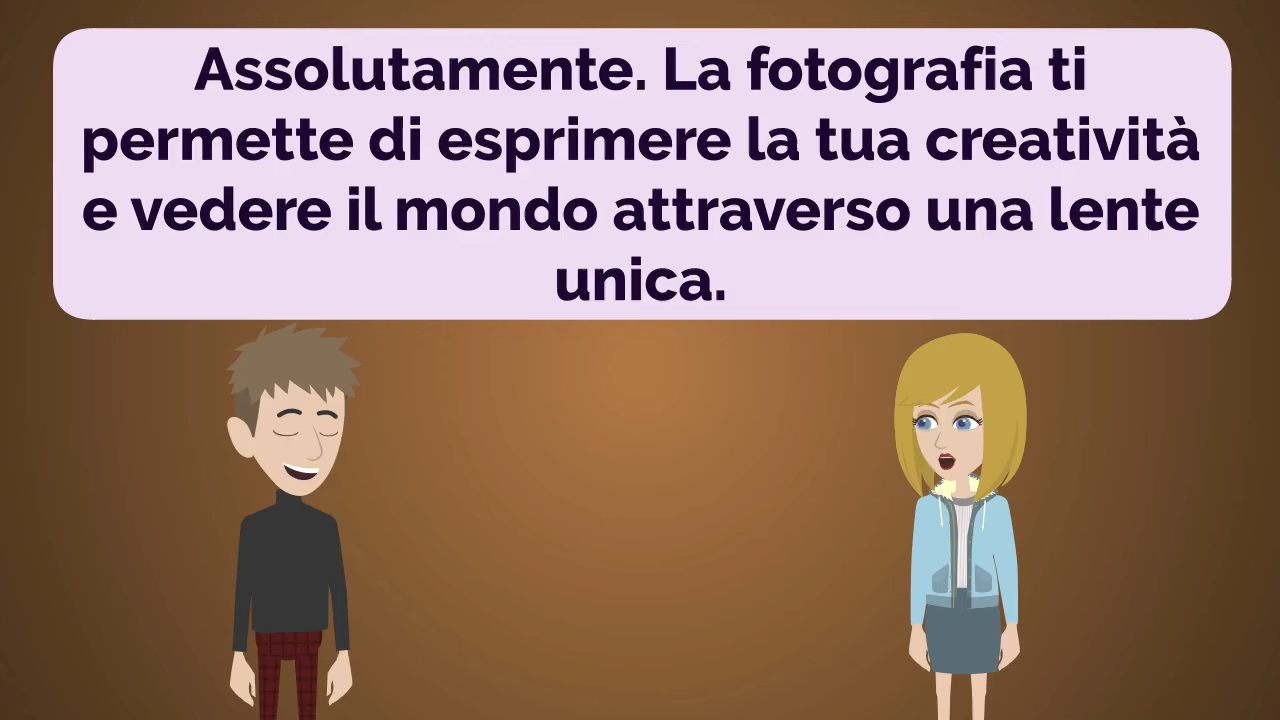 Assolutamente. La fotografia ti
permette di esprimere la tua creatività
e vedere il mondo attraverso una lente
unica.